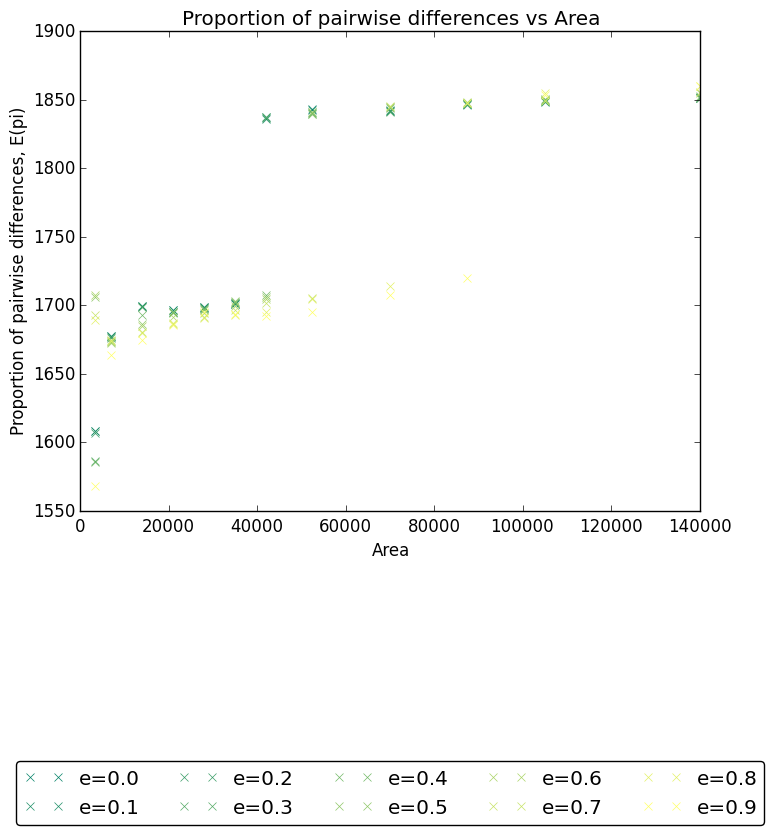 Proportion of pairwise differences vs Area
1900
1850
1800
1750
1700
1650
1600
1550
Proportion of pairwise differences, E(pi)
0 20000 40000 60000 80000 100000 120000 140000
Area
e=0.0 e=0.2 e=0.4 e=0.6 e=0.8
e=0.1 e=0.3 e=0.5 e=0.7 e=0.9